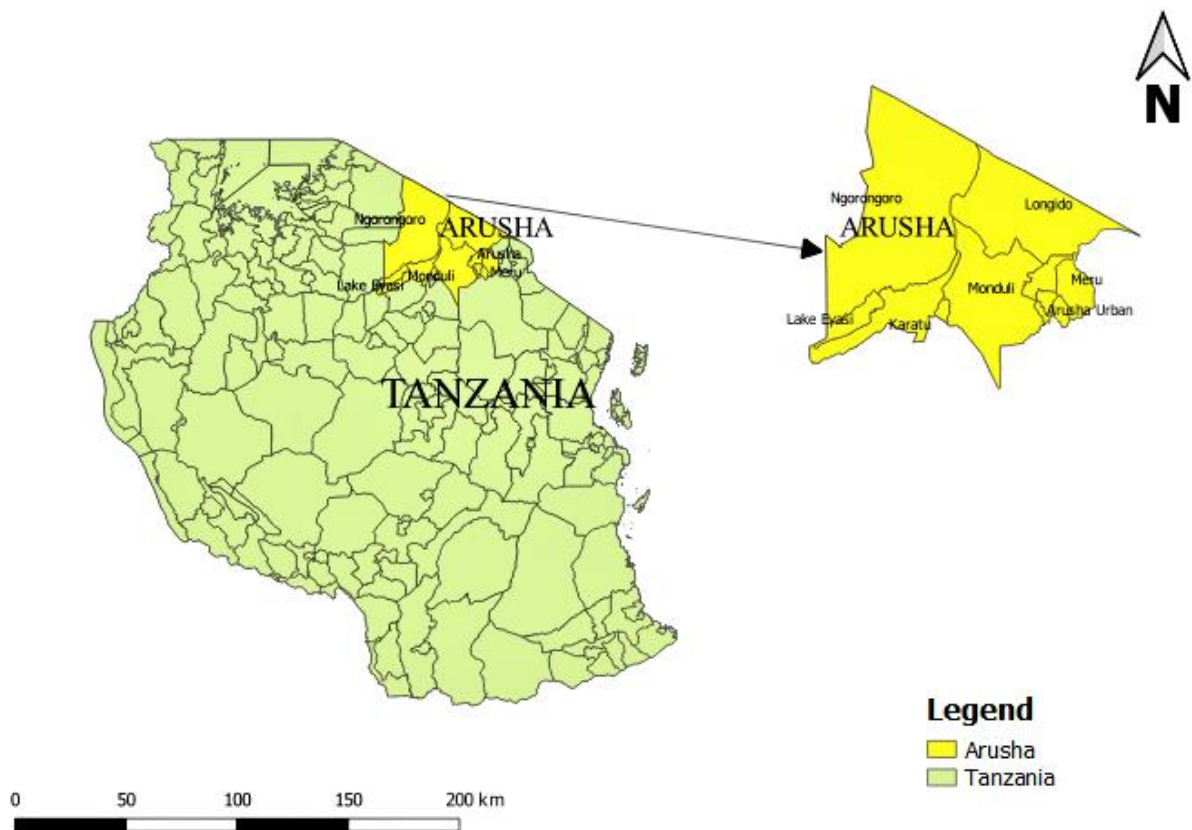 N
Ngorongoro
ARUSHA
Arusha
Meru
Monduli
Lake Eyasi
TANZANIA
Ngorongoro
Longido
ARUSHA
Monduli
Meru
Lake Eyasi
Karatu
Arusha Urban
Legend
Arusha
Tanzania
0 50 100 150 200 km